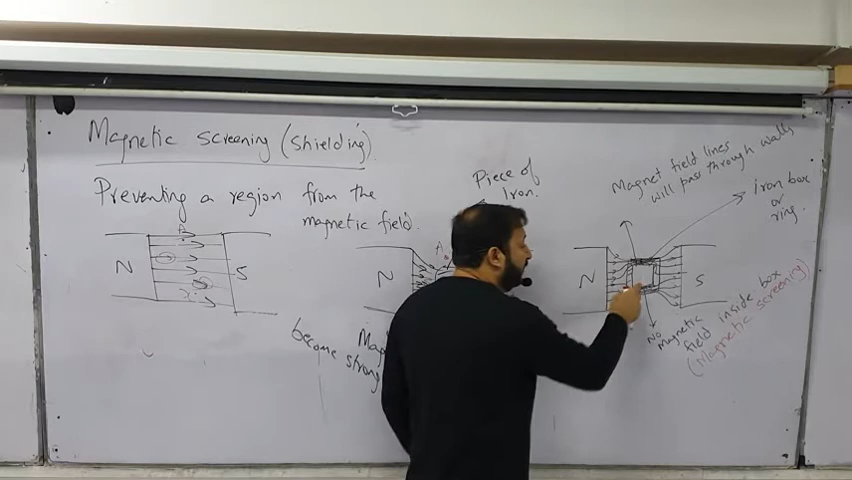 Magnetic screening (shielding)
Preventing a region from the
magnetic field.
N
S
A
Piece of
Iron.
N
become strong
Magnet field lines
will pass through walls
iron box
or
ring.
N
S
No
magnetic
field inside box
(Magnetic screening)